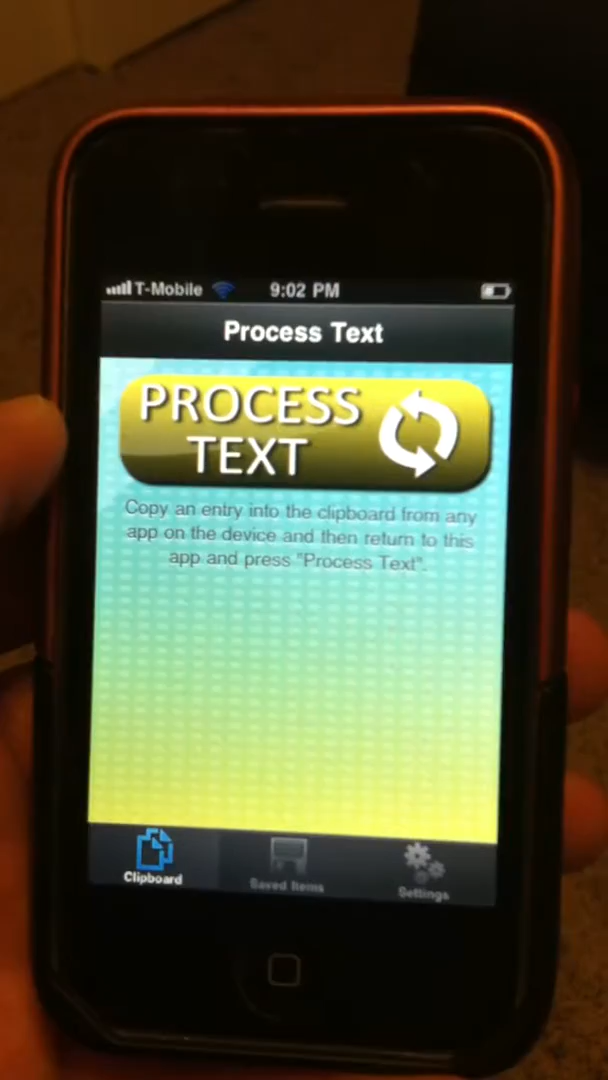 T-Mobile 9:02 PM
Process Text
PROCESS
TEXT
Copy an entry into the clipboard from any
app on the device and then return to this
app and press "Process Text".
Clipboard Saved Items Settings